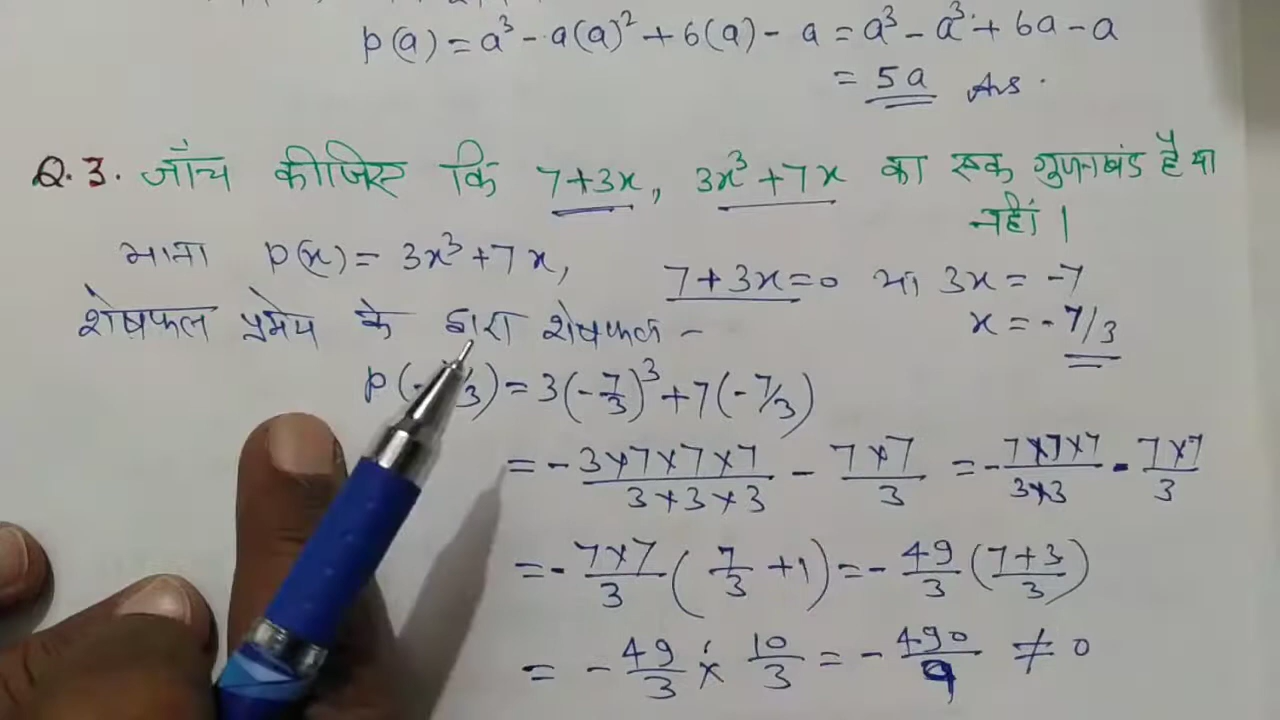 p(a) = a³ - a(a)² + 6(a) - a = a³ - a³ + 6a - a
= 5a Ans.
Q.3. जाँच कीजिए कि 7+3x, 3x³+7x का एक गुणनखंड है या
नहीं।
माना p(x) = 3x³+7x, 7+3x=0 या 3x = -7
x = -7/3
शेषफल प्रमेय के द्वारा शेषफल -
= 3(-7/3)³ + 7(-7/3)
= - 3×7×7×7/3×3×3 - 7×7/3 = - 7×7×7/3×3 - 7×7/3
= - 7×7/3 (7/3 + 1) = - 49/3 (7+3/3)
= - 49/3 × 10/3 = - 490/9 ≠ 0